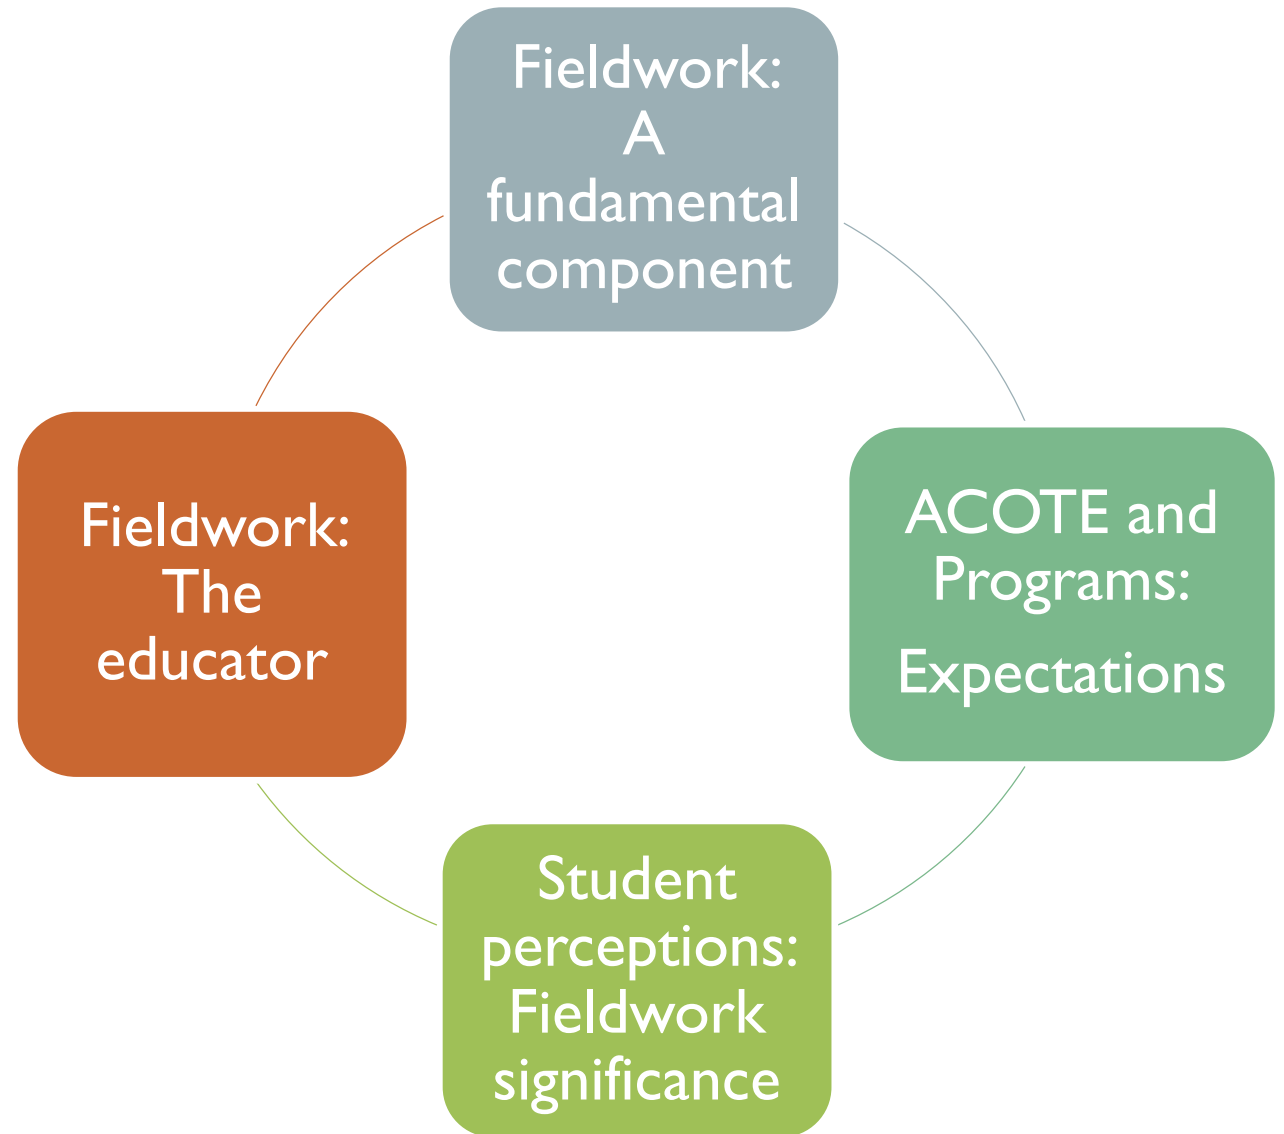 Fieldwork:
A
fundamental
component
ACOTE and
Programs:
Expectations
Student
perceptions:
Fieldwork
significance
Fieldwork:
The
educator